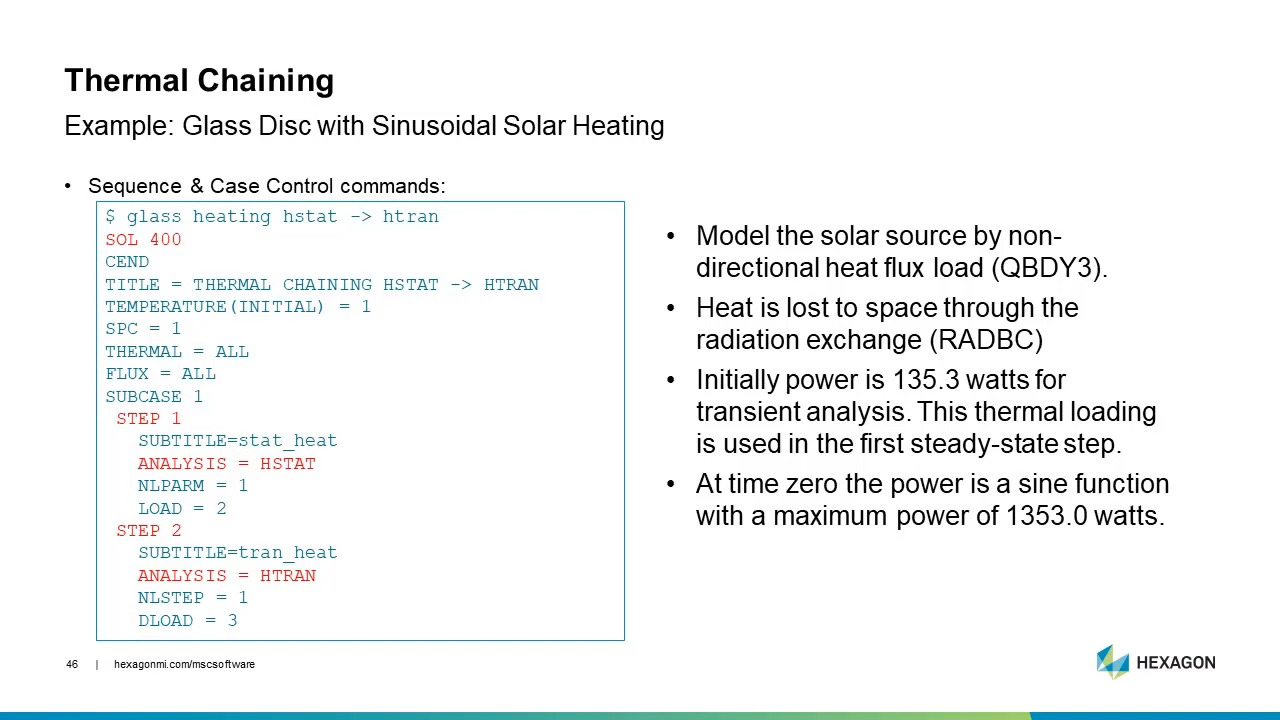 Thermal Chaining
Example: Glass Disc with Sinusoidal Solar Heating
• Sequence & Case Control commands:
$ glass heating hstat -> htran
SOL 400
CEND
TITLE = THERMAL CHAINING HSTAT -> HTRAN
TEMPERATURE(INITIAL) = 1
SPC = 1
THERMAL = ALL
FLUX = ALL
SUBCASE 1
STEP 1
SUBTITLE=stat_heat
ANALYSIS = HSTAT
NLPARM = 1
LOAD = 2
STEP 2
SUBTITLE=tran_heat
ANALYSIS = HTRAN
NLSTEP = 1
DLOAD = 3
• Model the solar source by non-
directional heat flux load (QBDY3).
• Heat is lost to space through the
radiation exchange (RADBC)
• Initially power is 135.3 watts for
transient analysis. This thermal loading
is used in the first steady-state step.
• At time zero the power is a sine function
with a maximum power of 1353.0 watts.
46 | hexagonmi.com/mscsoftware
HEXAGON